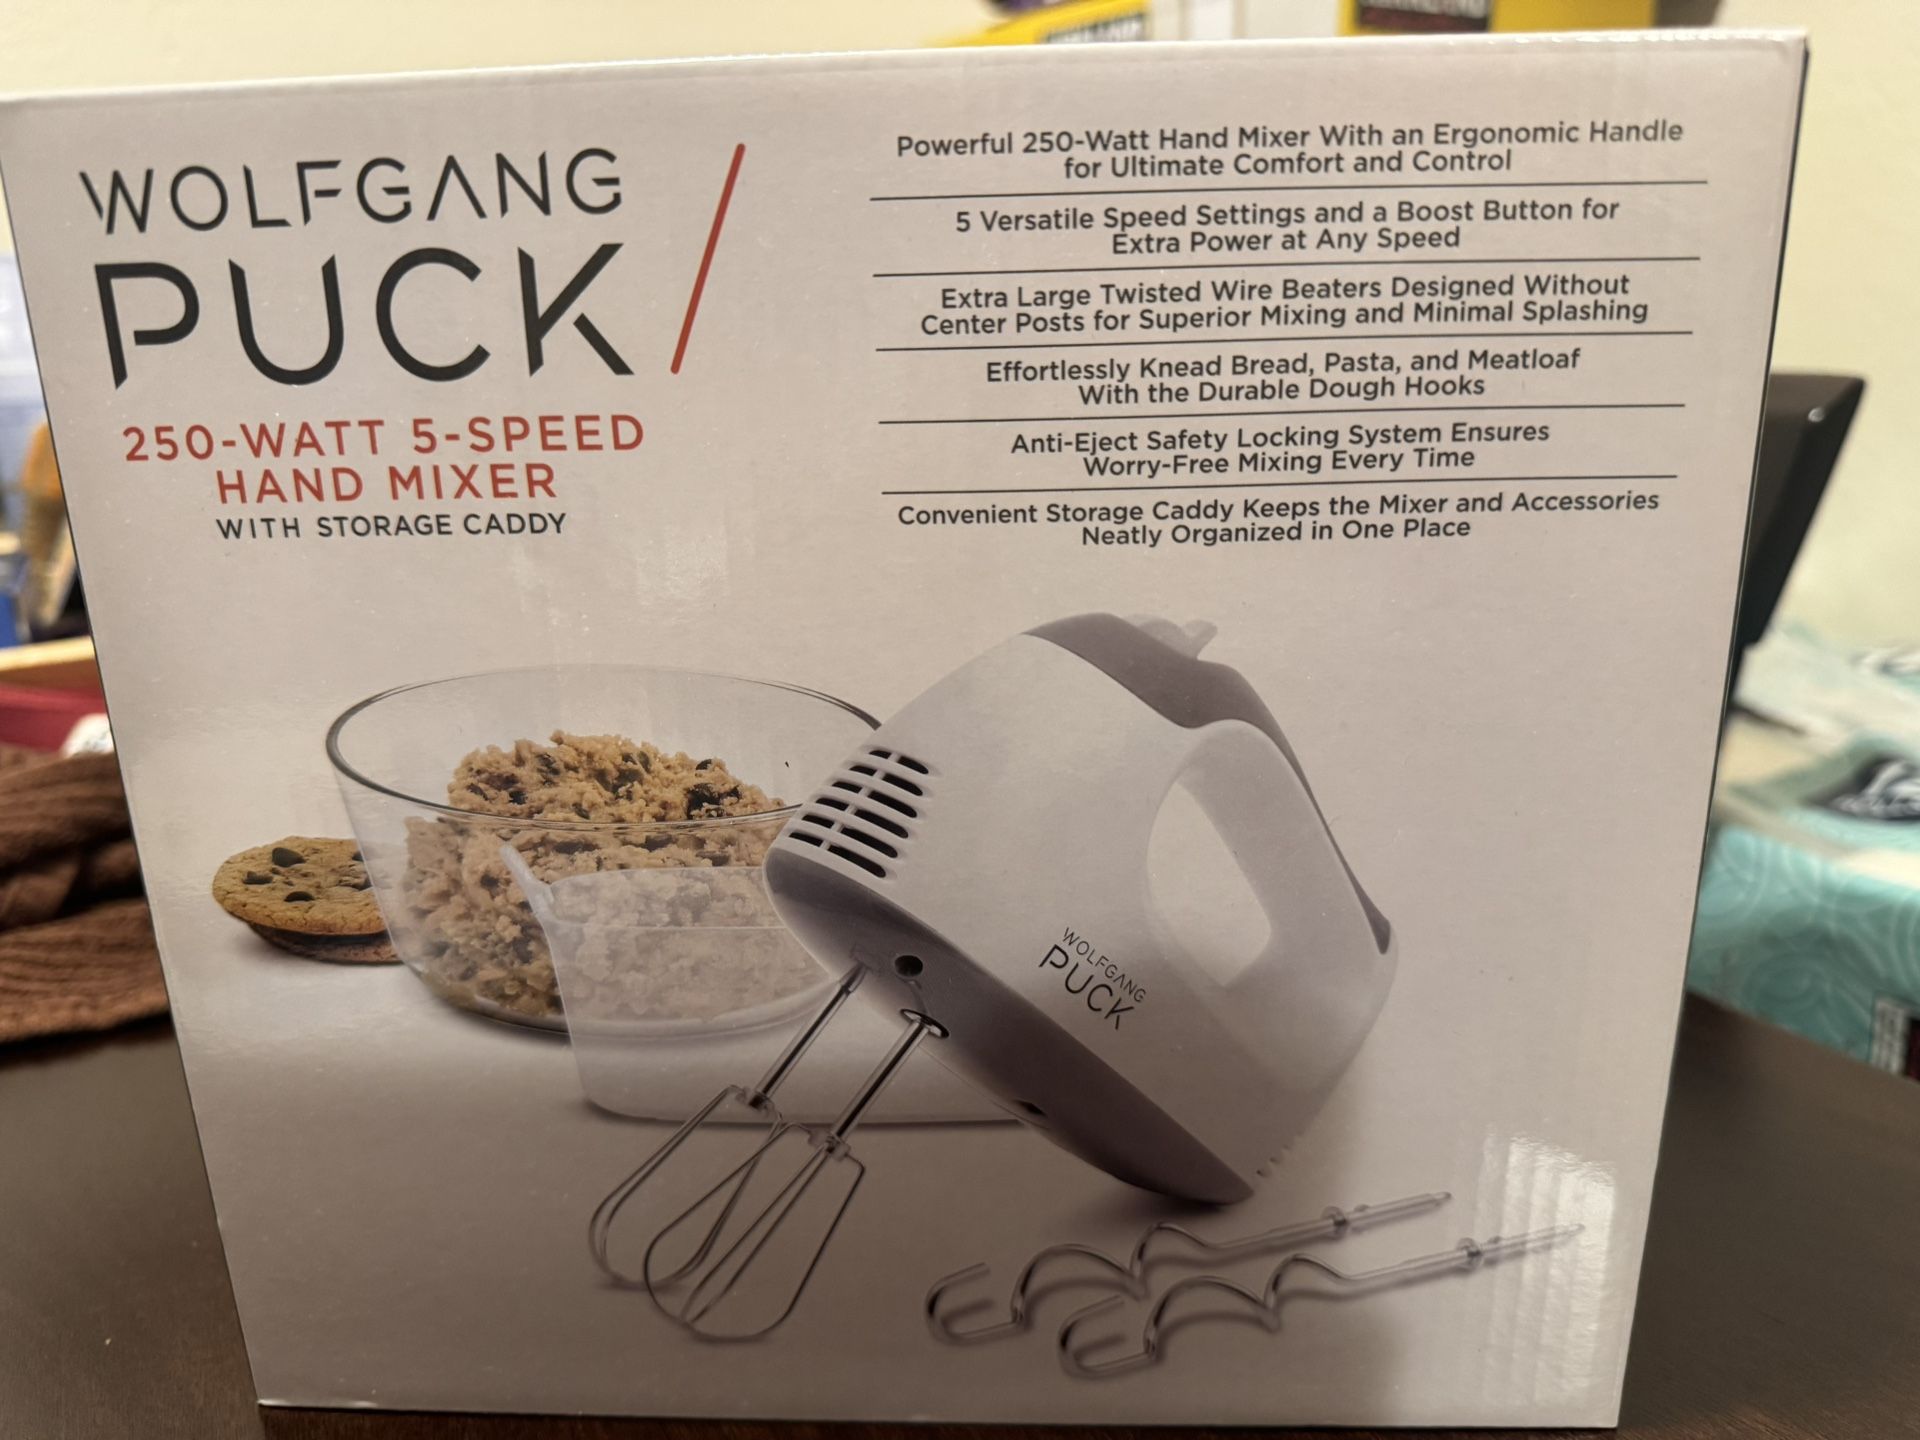 WOLFGANG
PUCK
250-WATT 5-SPEED
HAND MIXER
WITH STORAGE CADDY
Powerful 250-Watt Hand Mixer With an Ergonomic Handle
for Ultimate Comfort and Control
5 Versatile Speed Settings and a Boost Button for
Extra Power at Any Speed
Extra Large Twisted Wire Beaters Designed Without
Center Posts for Superior Mixing and Minimal Splashing
Effortlessly Knead Bread, Pasta, and Meatloaf
With the Durable Dough Hooks
Anti-Eject Safety Locking System Ensures
Worry-Free Mixing Every Time
Convenient Storage Caddy Keeps the Mixer and Accessories
Neatly Organized in One Place
WOLFGANG
PUCK